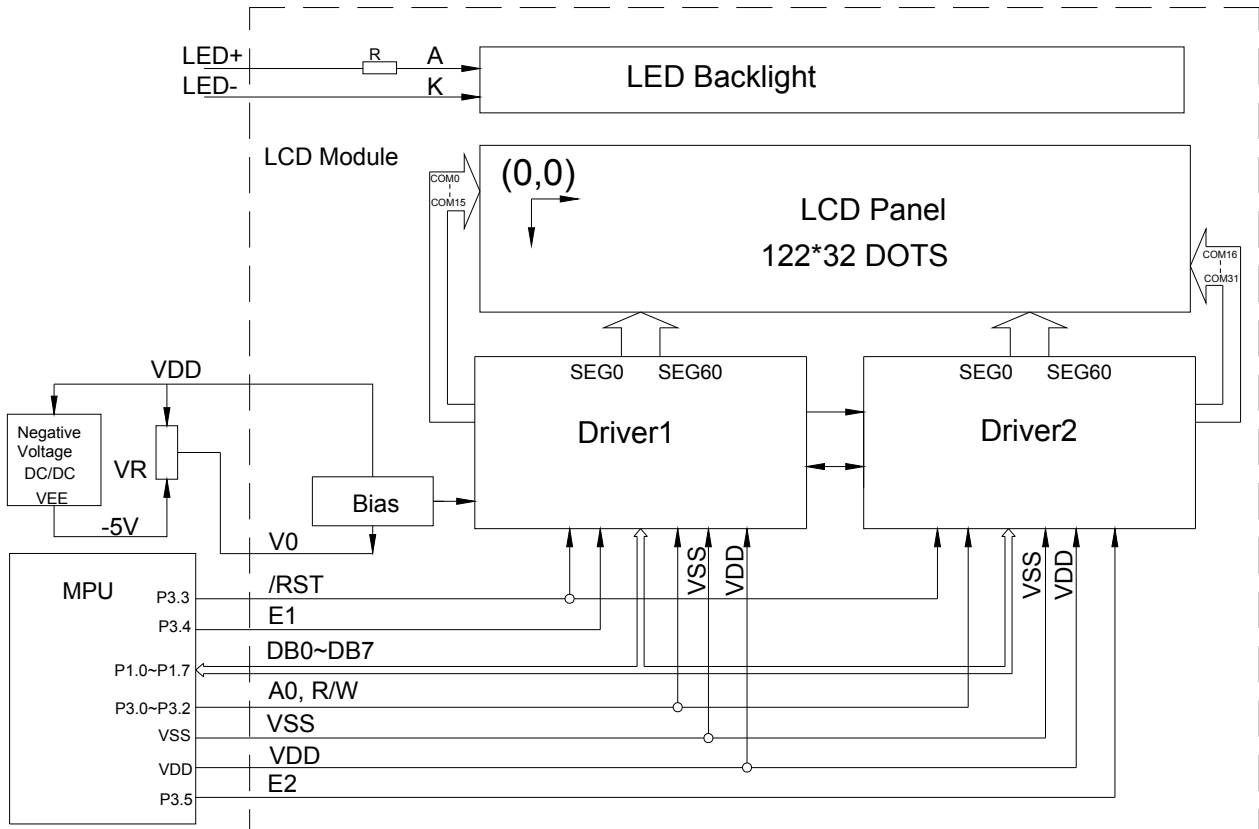 LED+
R
A
LED-
K
LED Backlight
LCD Module
COM0
COM15
(0,0)
LCD Panel
122*32 DOTS
COM16
COM31
SEG0 SEG60
SEG0 SEG60
Driver1
Driver2
VDD
Negative
Voltage
DC/DC
VEE
VR
-5V
Bias
V0
VSS
VDD
VSS
VDD
MPU
P3.3
/RST
P3.4
E1
P1.0~P1.7
DB0~DB7
P3.0~P3.2
A0, R/W
VSS
VSS
VDD
VDD
P3.5
E2